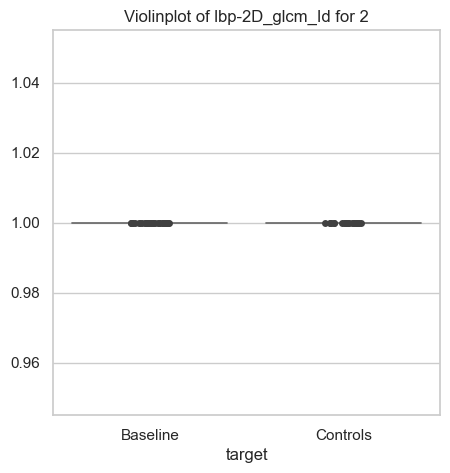 Violinplot of lbp-2D_glcm_Id for 2
1.04
1.02
1.00
0.98
0.96
Baseline Controls
target